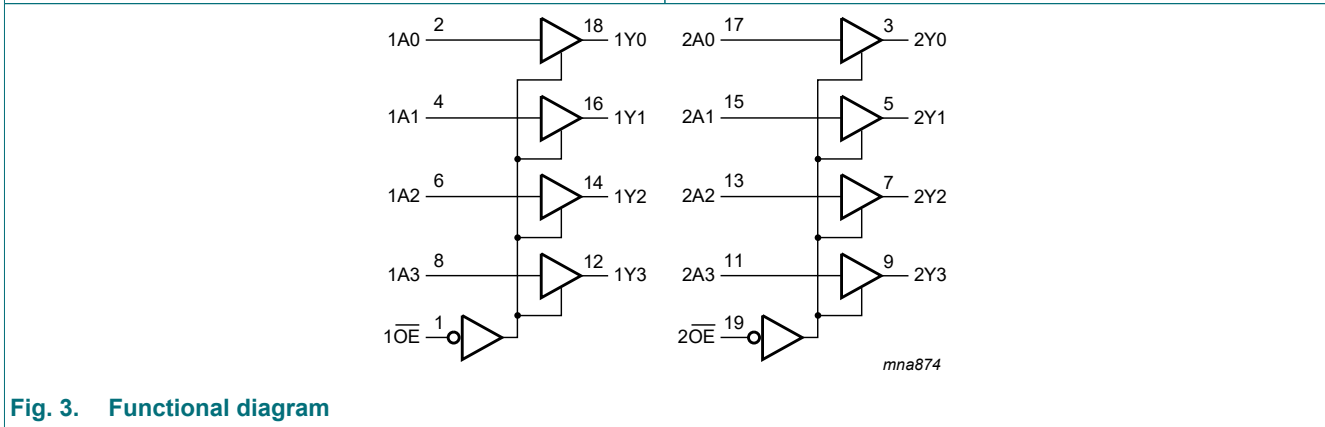 1A0 2 18 1Y0 2A0 17 3 2Y0
1A1 4 16 1Y1 2A1 15 5 2Y1
1A2 6 14 1Y2 2A2 13 7 2Y2
1A3 8 12 1Y3 2A3 11 9 2Y3
1O̅E̅ 1 2O̅E̅ 19
mna874
Fig. 3. Functional diagram